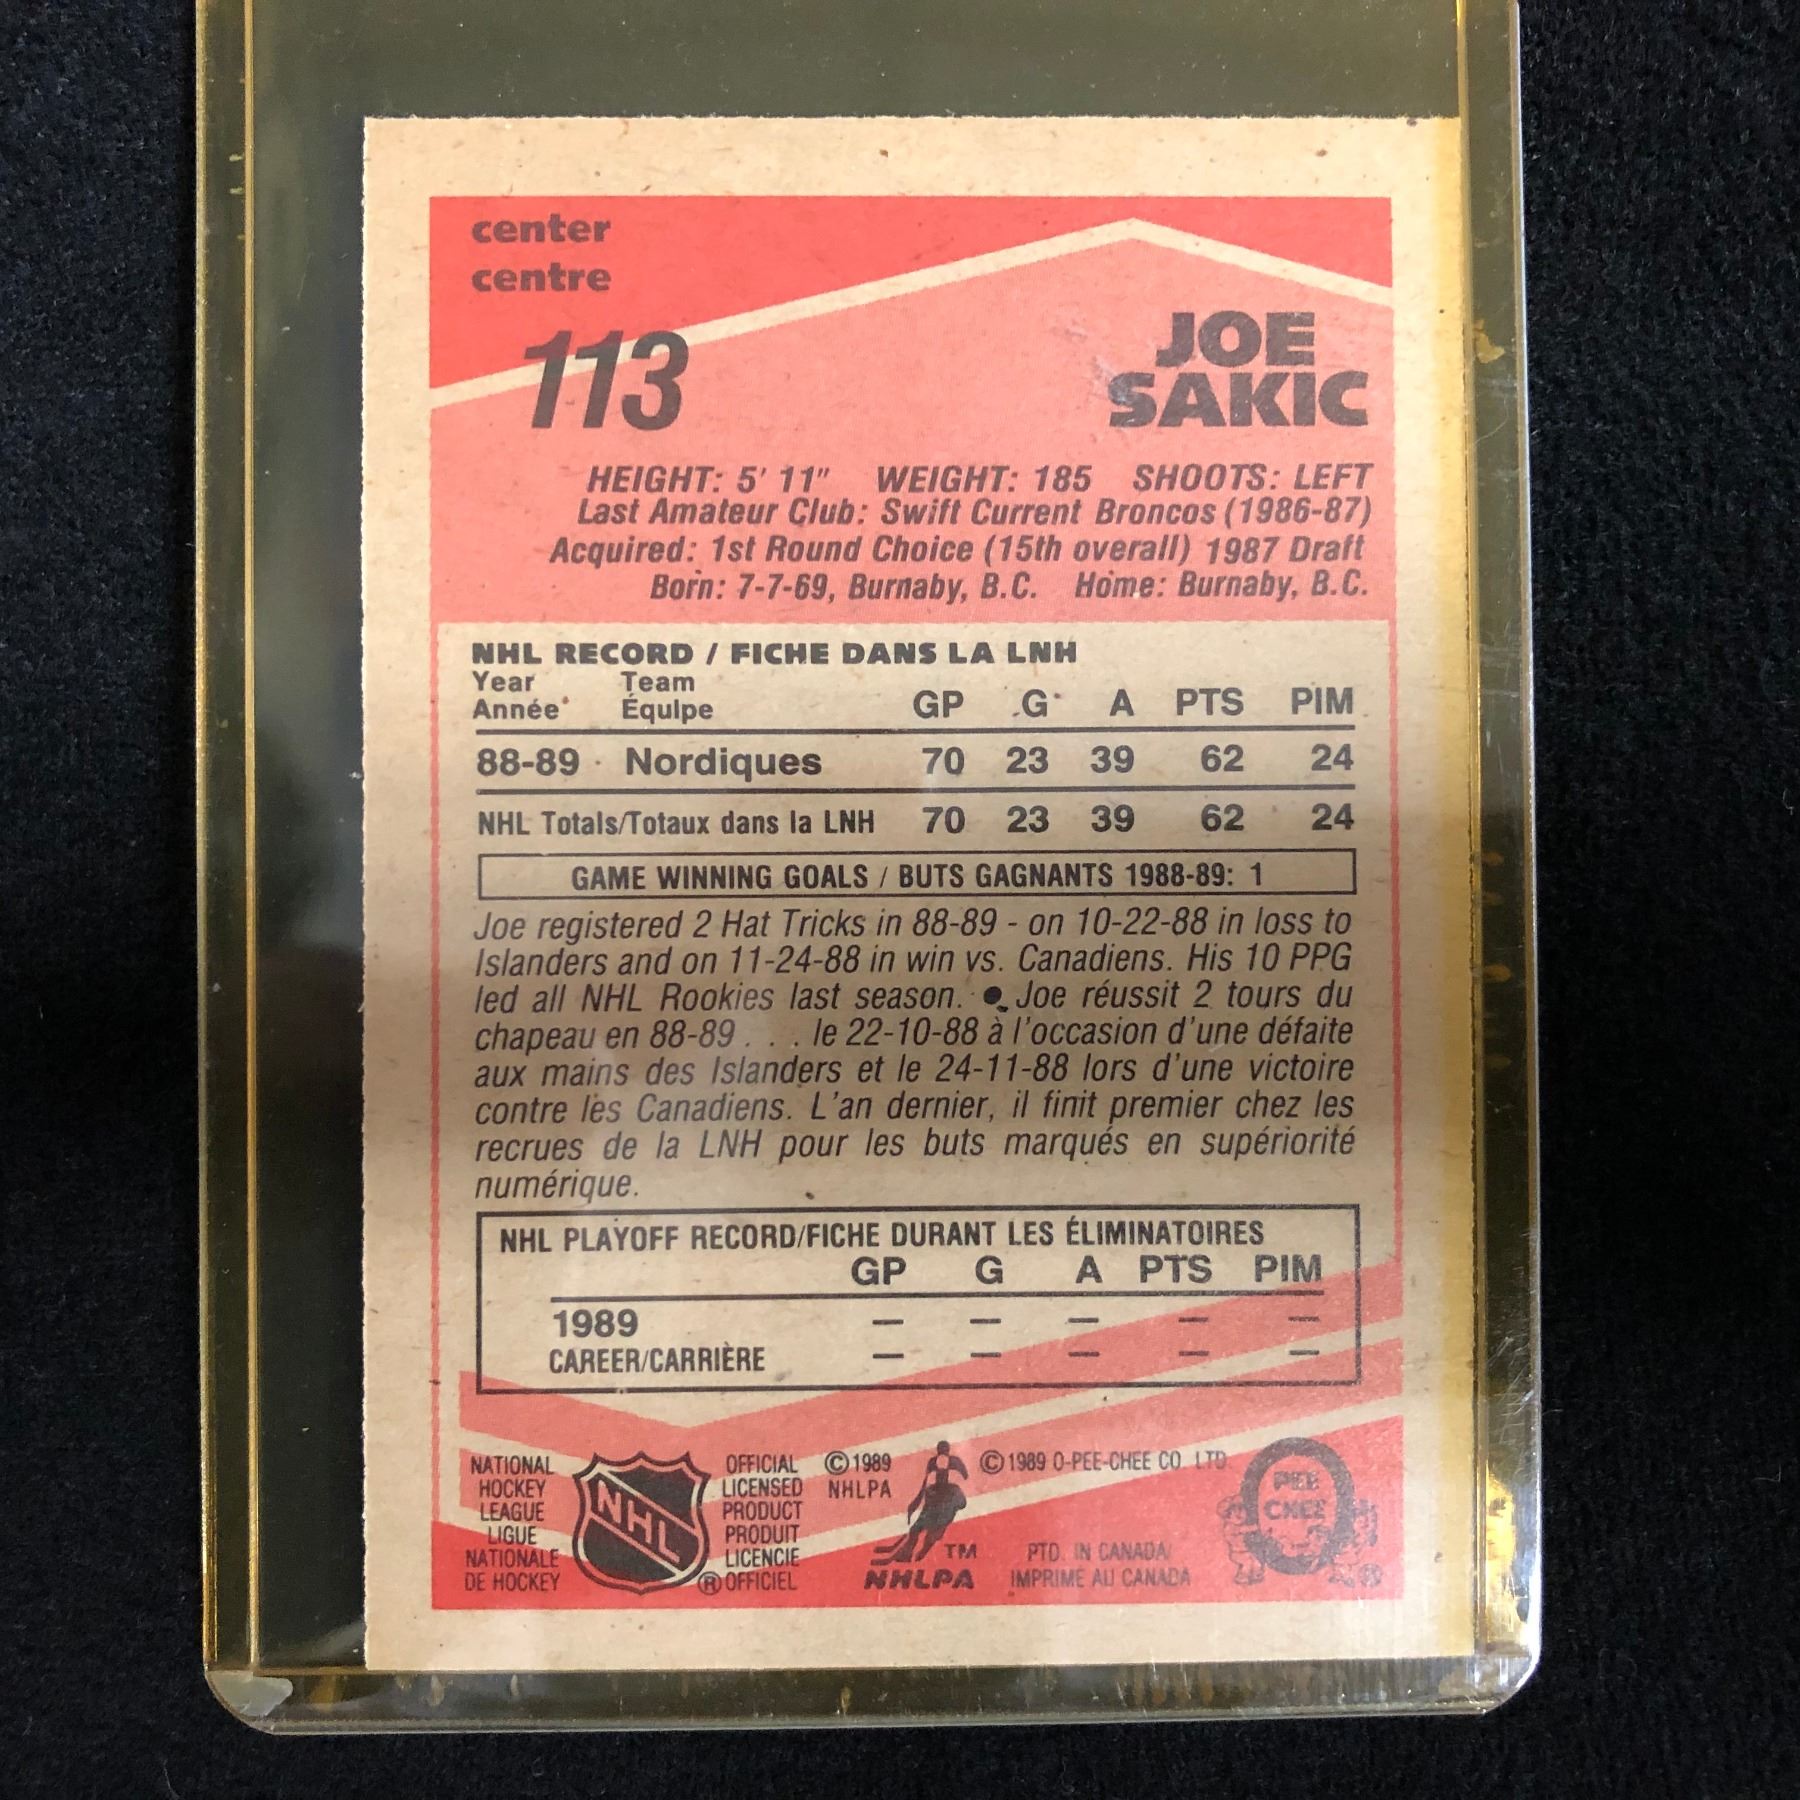 center
centre
113
JOE
SAKIC
HEIGHT: 5' 11" WEIGHT: 185 SHOOTS: LEFT
Last Amateur Club: Swift Current Broncos (1986-87)
Acquired: 1st Round Choice (15th overall) 1987 Draft
Born: 7-7-69, Burnaby, B.C. Home: Burnaby, B.C.
NHL RECORD / FICHE DANS LA LNH
Year Team
Année Équipe GP G A PTS PIM
88-89 Nordiques 70 23 39 62 24
NHL Totals/Totaux dans la LNH 70 23 39 62 24
GAME WINNING GOALS / BUTS GAGNANTS 1988-89: 1
Joe registered 2 Hat Tricks in 88-89 - on 10-22-88 in loss to
Islanders and on 11-24-88 in win vs. Canadiens. His 10 PPG
led all NHL Rookies last season. ● Joe réussit 2 tours du
chapeau en 88-89 . . . le 22-10-88 à l'occasion d'une défaite
aux mains des Islanders et le 24-11-88 lors d'une victoire
contre les Canadiens. L'an dernier, il finit premier chez les
recrues de la LNH pour les buts marqués en supériorité
numérique.
NHL PLAYOFF RECORD/FICHE DURANT LES ÉLIMINATOIRES
GP G A PTS PIM
1989 — — — — —
CAREER/CARRIÈRE — — — — —
NATIONAL
HOCKEY
LEAGUE
LIGUE
NATIONALE
DE HOCKEY
NHL
®
OFFICIAL
LICENSED
PRODUCT
PRODUIT
LICENCIE
OFFICIEL
©1989
NHLPA
TM
NHLPA
©1989 O-PEE-CHEE CO. LTD.
PTD. IN CANADA/
IMPRIMÉ AU CANADA
O
PEE
CHEE